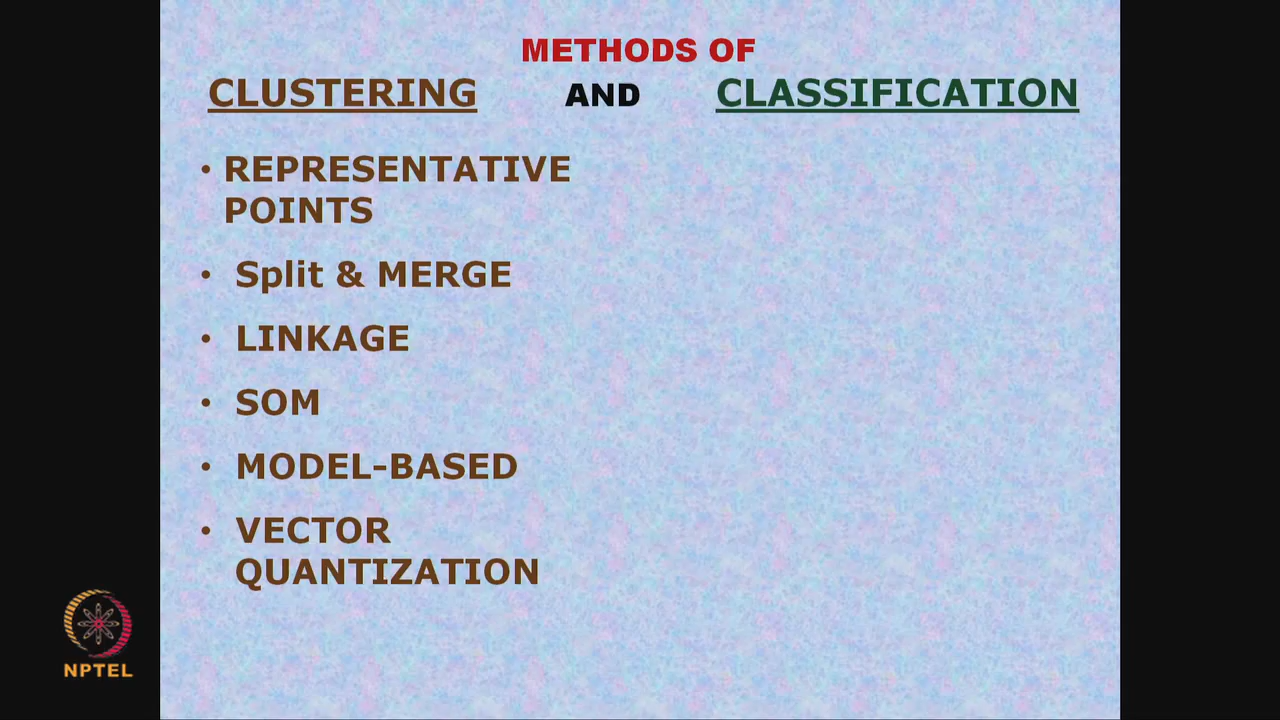 METHODS OF
CLUSTERING AND CLASSIFICATION
• REPRESENTATIVE
POINTS
• Split & MERGE
• LINKAGE
• SOM
• MODEL-BASED
• VECTOR
QUANTIZATION
NPTEL